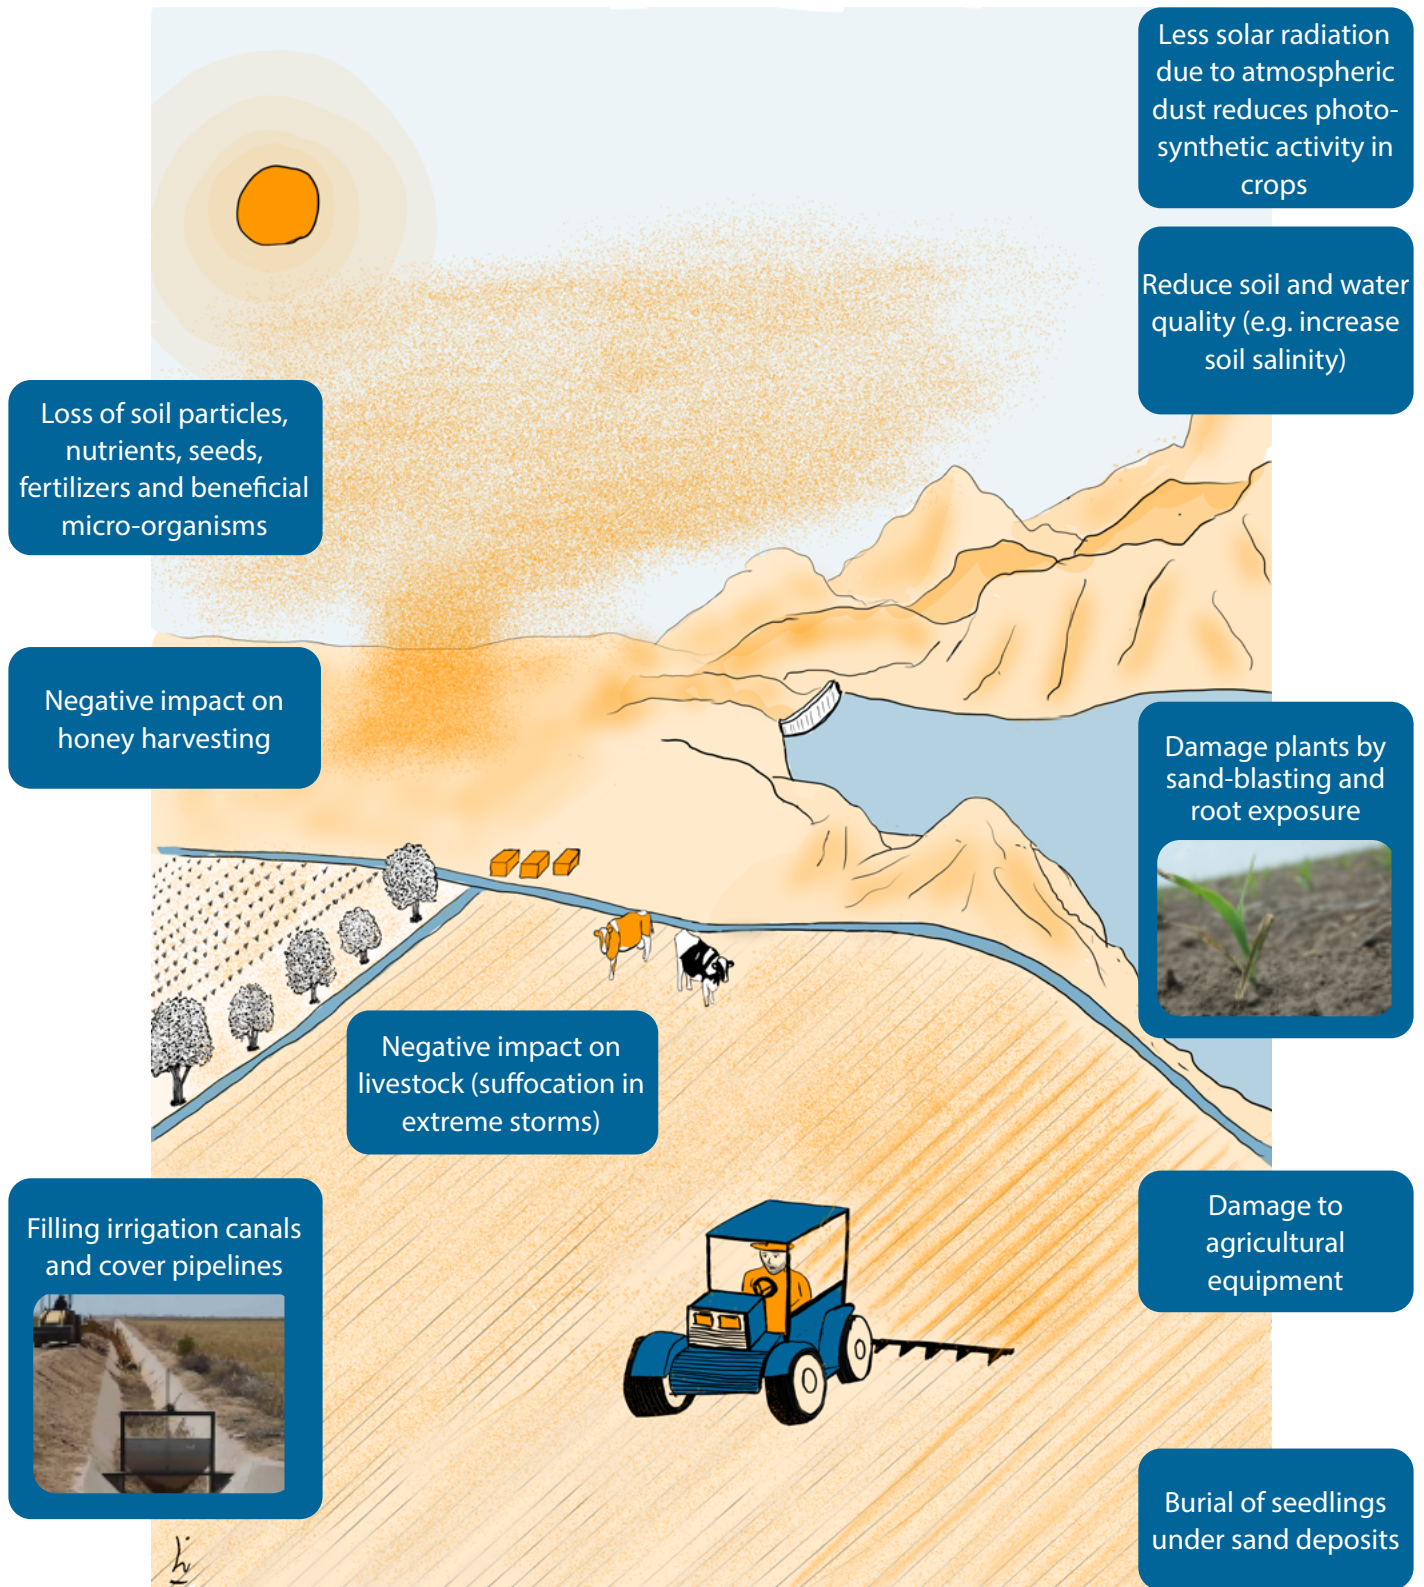 Less solar radiation
due to atmospheric
dust reduces photo-
synthetic activity in
crops
Reduce soil and water
quality (e.g. increase
soil salinity)
Loss of soil particles,
nutrients, seeds,
fertilizers and beneficial
micro-organisms
Negative impact on
honey harvesting
Damage plants by
sand-blasting and
root exposure
Negative impact on
livestock (suffocation in
extreme storms)
Filling irrigation canals
and cover pipelines
Damage to
agricultural
equipment
Burial of seedlings
under sand deposits